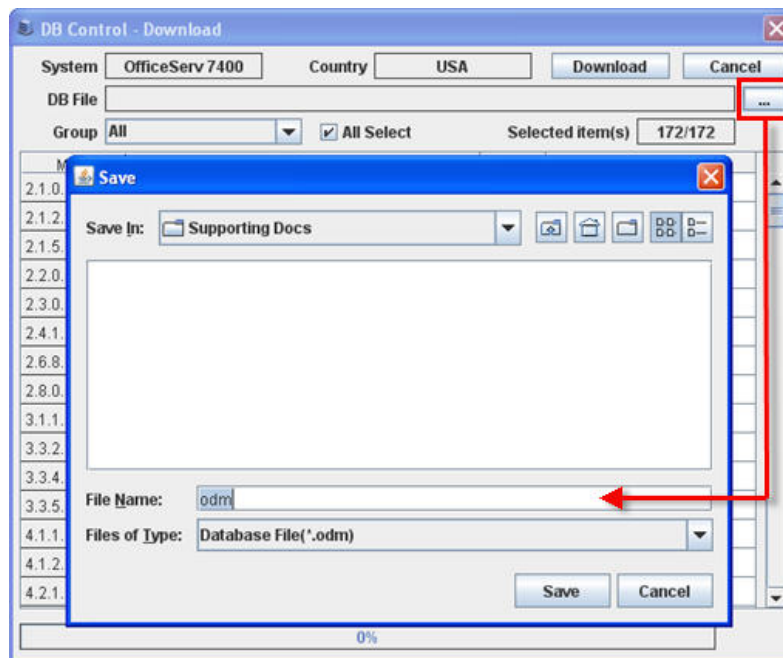 DB Control - Download
System OfficeServ 7400 Country USA Download Cancel
DB File ...
Group All All Select Selected item(s) 172/172
M
2.1.0.
Save
2.1.2.
Save In: Supporting Docs
2.1.5.
2.2.0.
2.3.0.
2.4.1.
2.6.8.
2.8.0.
3.1.1.
3.3.2.
3.3.4.
File Name: odm
3.3.5.
4.1.1.
Files of Type: Database File(*.odm)
4.1.2.
4.2.1.
Save Cancel
0%